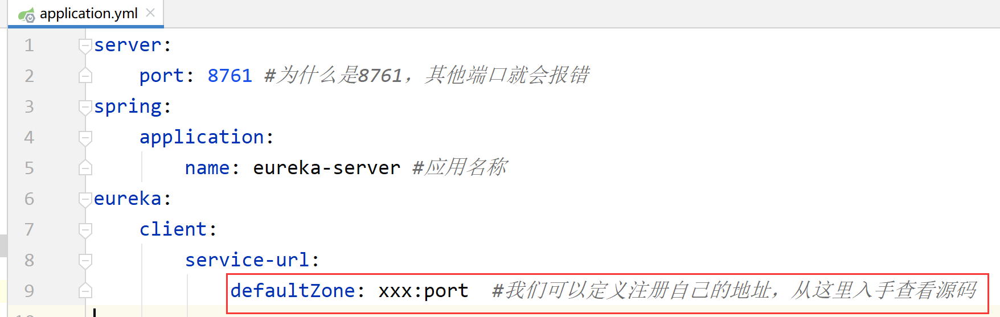 application.yml
1 server:
2 port: 8761 #为什么是8761，其他端口就会报错
3 spring:
4 application:
5 name: eureka-server #应用名称
6 eureka:
7 client:
8 service-url:
9 defaultZone: xxx:port  #我们可以定义注册自己的地址，从这里入手查看源码